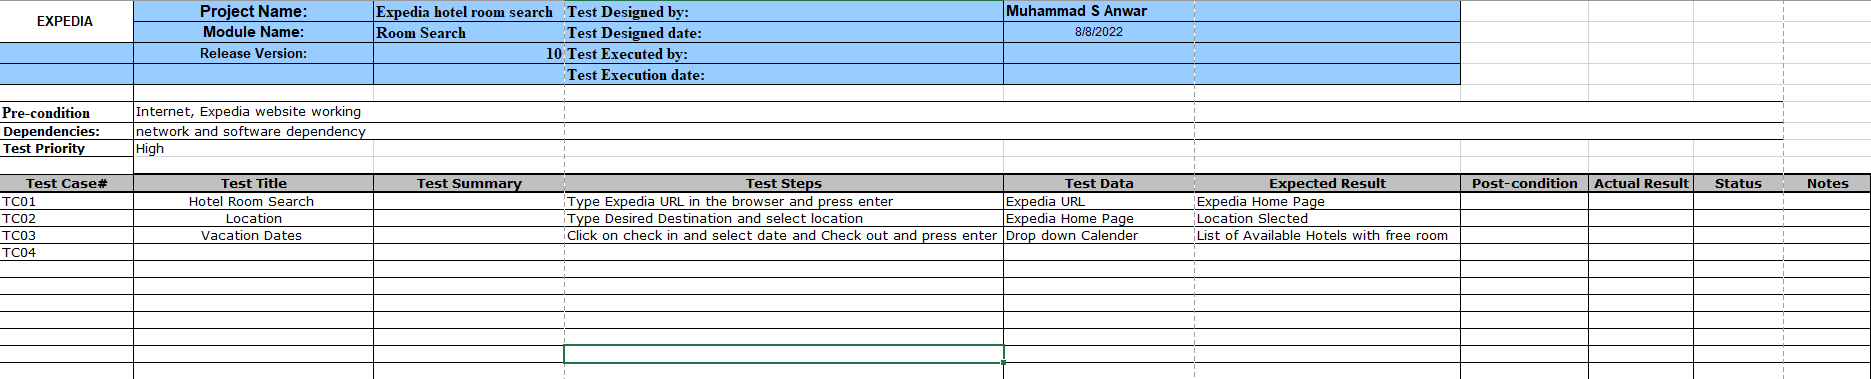 EXPEDIA
Project Name: Expedia hotel room search Test Designed by: Muhammad S Anwar
Module Name: Room Search Test Designed date: 8/8/2022
Release Version: 10 Test Executed by:
Test Execution date:
Pre-condition Internet, Expedia website working
Dependencies: network and software dependency
Test Priority High
Test Case# Test Title Test Summary Test Steps Test Data Expected Result Post-condition Actual Result Status Notes
TC01 Hotel Room Search Type Expedia URL in the browser and press enter Expedia URL Expedia Home Page
TC02 Location Type Desired Destination and select location Expedia Home Page Location Slected
TC03 Vacation Dates Click on check in and select date and Check out and press enter Drop down Calender List of Available Hotels with free room
TC04